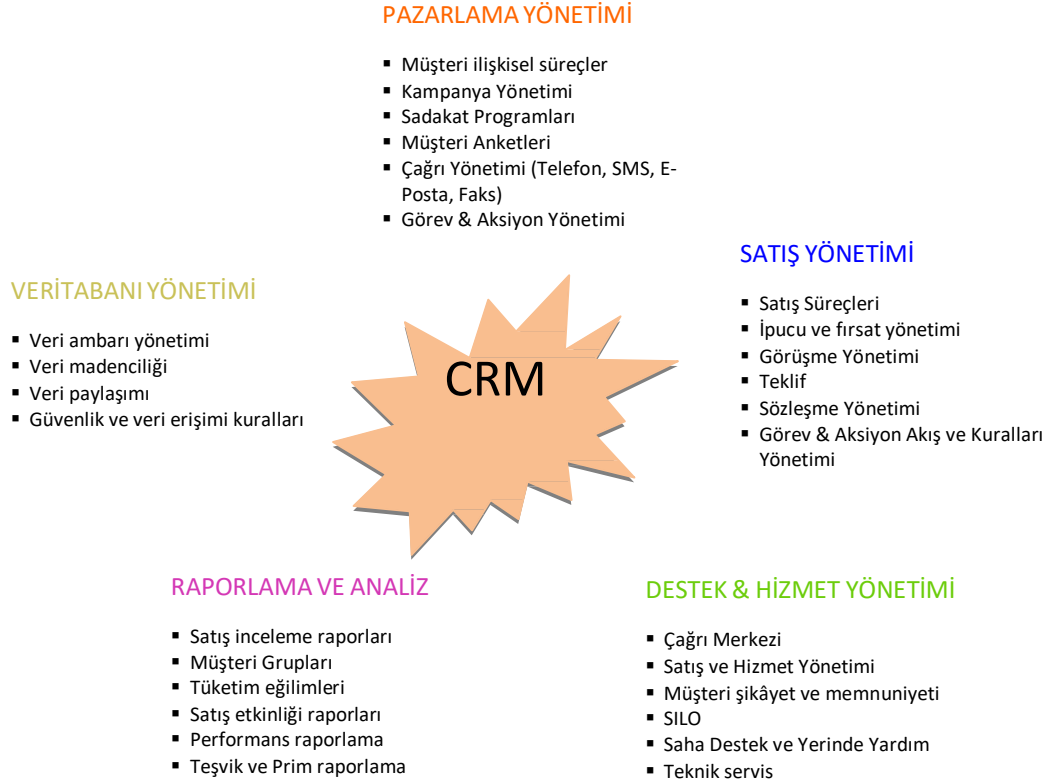 PAZARLAMA YÖNETİMİ
▪ Müşteri ilişkisel süreçler
▪ Kampanya Yönetimi
▪ Sadakat Programları
▪ Müşteri Anketleri
▪ Çağrı Yönetimi (Telefon, SMS, E-
Posta, Faks)
▪ Görev & Aksiyon Yönetimi
SATIŞ YÖNETİMİ
▪ Satış Süreçleri
▪ İpucu ve fırsat yönetimi
▪ Görüşme Yönetimi
▪ Teklif
▪ Sözleşme Yönetimi
▪ Görev & Aksiyon Akış ve Kuralları
Yönetimi
VERİTABANI YÖNETİMİ
▪ Veri ambarı yönetimi
▪ Veri madenciliği
▪ Veri paylaşımı
▪ Güvenlik ve veri erişimi kuralları
CRM
RAPORLAMA VE ANALİZ
▪ Satış inceleme raporları
▪ Müşteri Grupları
▪ Tüketim eğilimleri
▪ Satış etkinliği raporları
▪ Performans raporlama
▪ Teşvik ve Prim raporlama
DESTEK & HİZMET YÖNETİMİ
▪ Çağrı Merkezi
▪ Satış ve Hizmet Yönetimi
▪ Müşteri şikâyet ve memnuniyeti
▪ SILO
▪ Saha Destek ve Yerinde Yardım
▪ Teknik servis